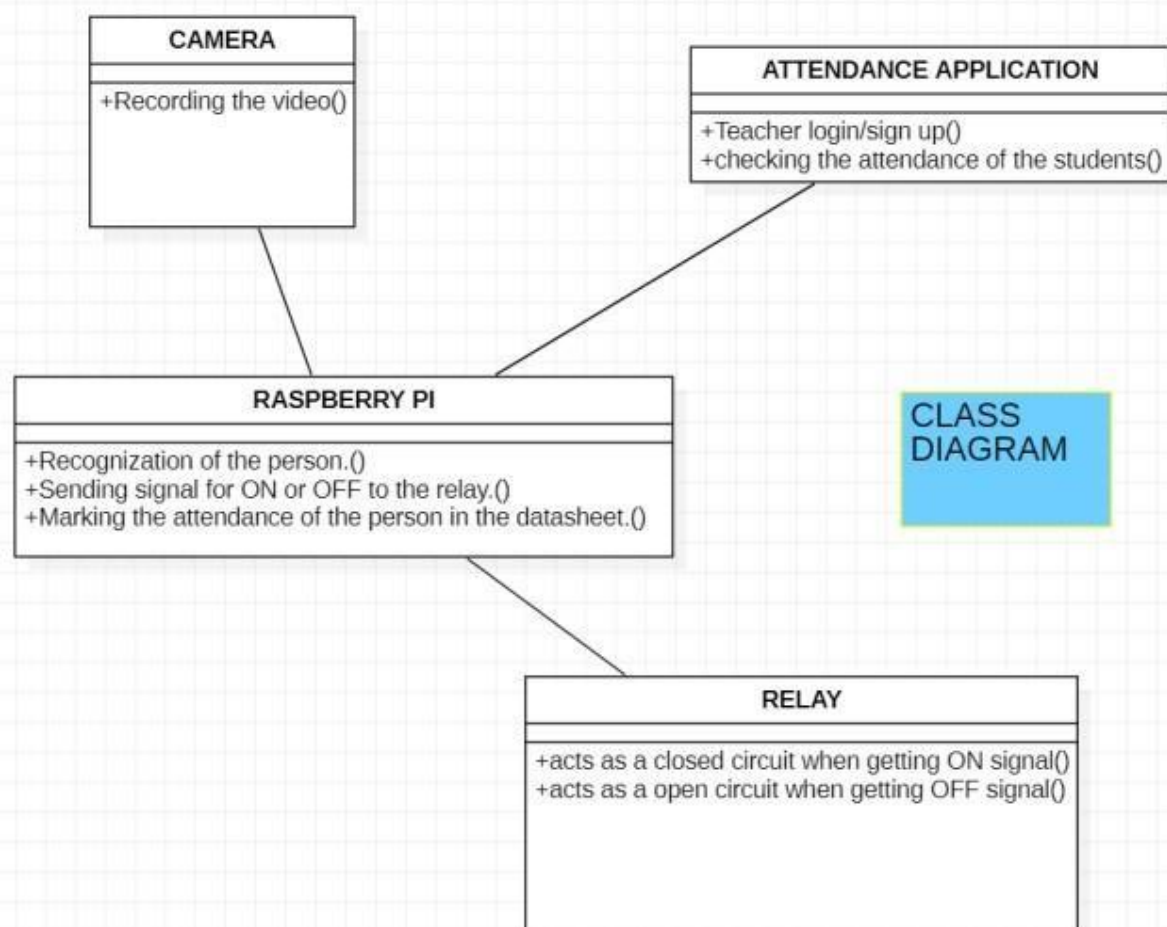 CAMERA
+Recording the video()
ATTENDANCE APPLICATION
+Teacher login/sign up()
+checking the attendance of the students()
RASPBERRY PI
+Recognization of the person.()
+Sending signal for ON or OFF to the relay.()
+Marking the attendance of the person in the datasheet.()
CLASS
DIAGRAM
RELAY
+acts as a closed circuit when getting ON signal()
+acts as a open circuit when getting OFF signal()